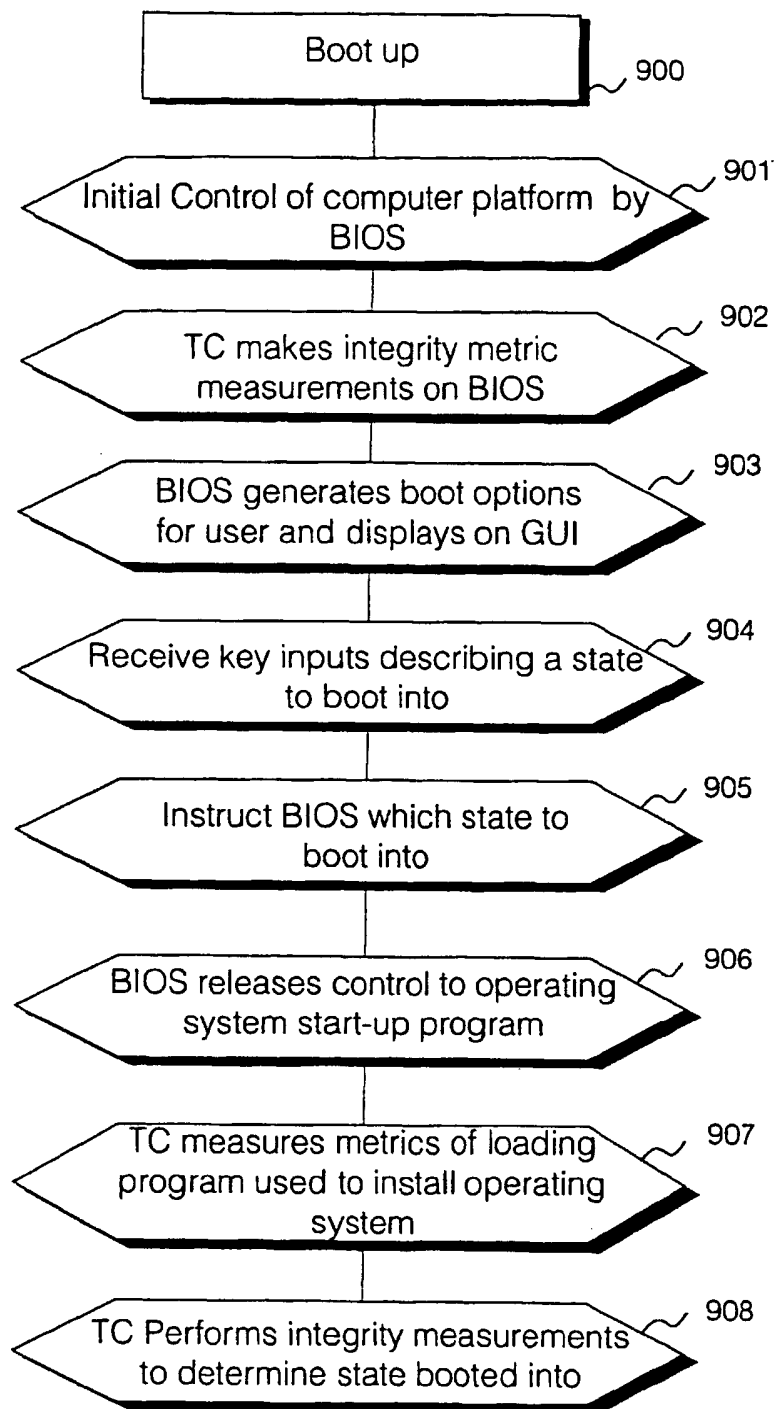 Boot up
900
901
Initial Control of computer platform by
BIOS
902
TC makes integrity metric
measurements on BIOS
903
BIOS generates boot options
for user and displays on GUI
904
Receive key inputs describing a state
to boot into
905
Instruct BIOS which state to
boot into
906
BIOS releases control to operating
system start-up program
907
TC measures metrics of loading
program used to install operating
system
908
TC Performs integrity measurements
to determine state booted into